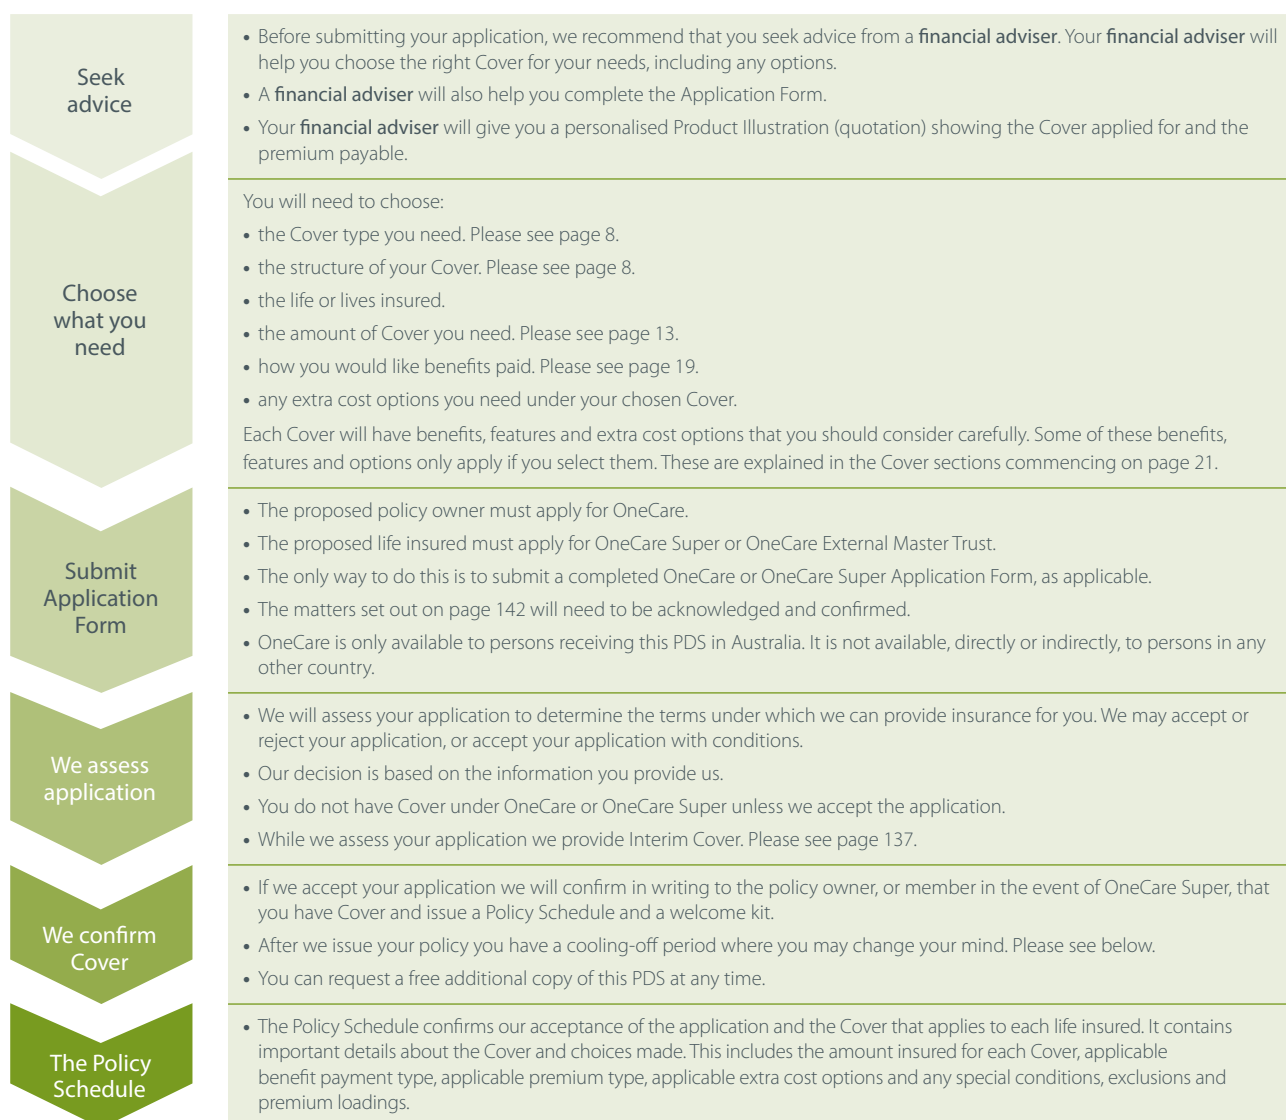 Seek
advice
• Before submitting your application, we recommend that you seek advice from a financial adviser. Your financial adviser will
help you choose the right Cover for your needs, including any options.
• A financial adviser will also help you complete the Application Form.
• Your financial adviser will give you a personalised Product Illustration (quotation) showing the Cover applied for and the
premium payable.
Choose
what you
need
You will need to choose:
• the Cover type you need. Please see page 8.
• the structure of your Cover. Please see page 8.
• the life or lives insured.
• the amount of Cover you need. Please see page 13.
• how you would like benefits paid. Please see page 19.
• any extra cost options you need under your chosen Cover.
Each Cover will have benefits, features and extra cost options that you should consider carefully. Some of these benefits,
features and options only apply if you select them. These are explained in the Cover sections commencing on page 21.
Submit
Application
Form
• The proposed policy owner must apply for OneCare.
• The proposed life insured must apply for OneCare Super or OneCare External Master Trust.
• The only way to do this is to submit a completed OneCare or OneCare Super Application Form, as applicable.
• The matters set out on page 142 will need to be acknowledged and confirmed.
• OneCare is only available to persons receiving this PDS in Australia. It is not available, directly or indirectly, to persons in any
other country.
We assess
application
• We will assess your application to determine the terms under which we can provide insurance for you. We may accept or
reject your application, or accept your application with conditions.
• Our decision is based on the information you provide us.
• You do not have Cover under OneCare or OneCare Super unless we accept the application.
• While we assess your application we provide Interim Cover. Please see page 137.
We confirm
Cover
• If we accept your application we will confirm in writing to the policy owner, or member in the event of OneCare Super, that
you have Cover and issue a Policy Schedule and a welcome kit.
• After we issue your policy you have a cooling-off period where you may change your mind. Please see below.
• You can request a free additional copy of this PDS at any time.
The Policy
Schedule
• The Policy Schedule confirms our acceptance of the application and the Cover that applies to each life insured. It contains
important details about the Cover and choices made. This includes the amount insured for each Cover, applicable
benefit payment type, applicable premium type, applicable extra cost options and any special conditions, exclusions and
premium loadings.